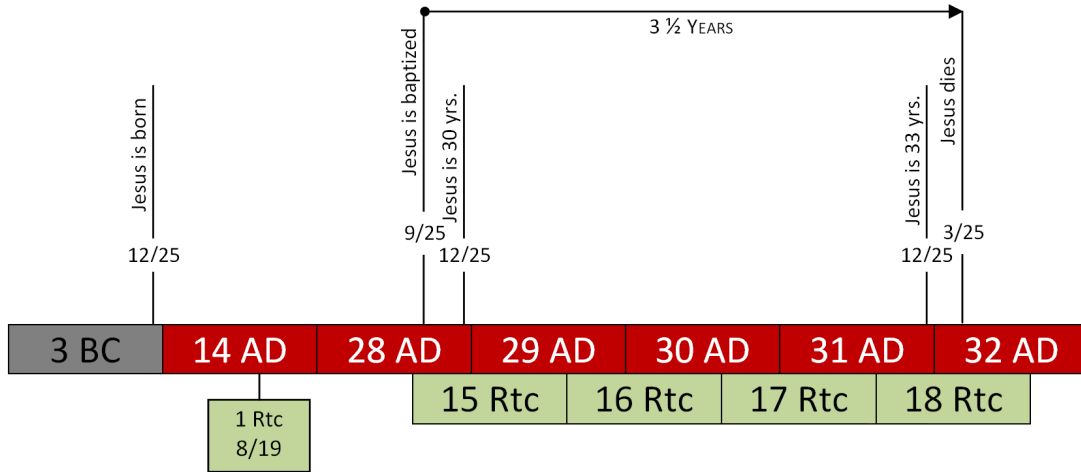 3 ½ YEARS
Jesus is born
Jesus is baptized
Jesus is 30 yrs.
Jesus is 33 yrs.
Jesus dies
12/25
9/25
12/25
12/25
3/25
3 BC
14 AD
28 AD
29 AD
30 AD
31 AD
32 AD
15 Rtc
16 Rtc
17 Rtc
18 Rtc
1 Rtc
8/19